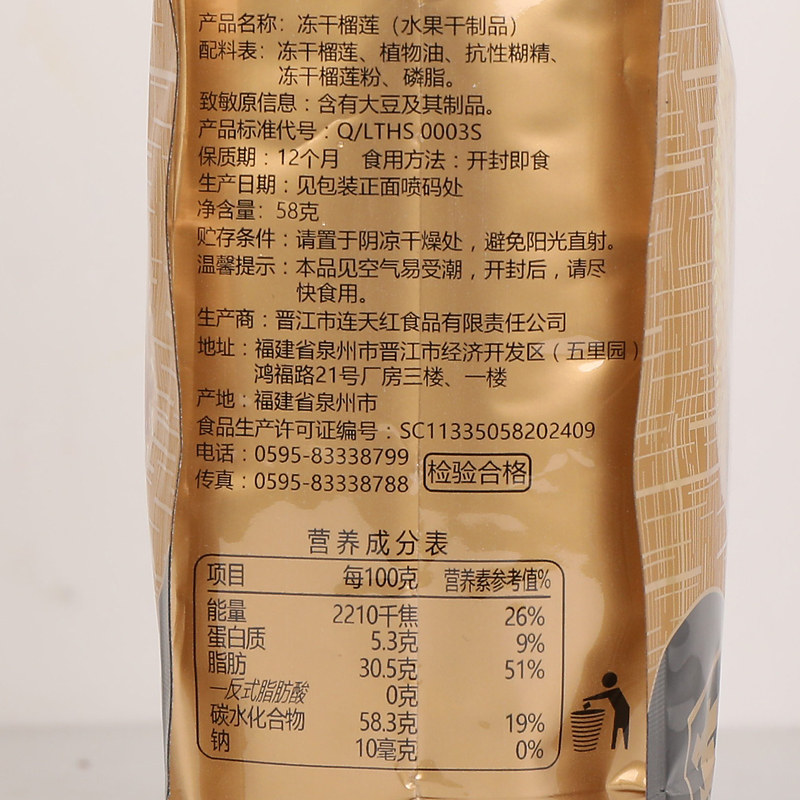 产品名称：冻干榴莲（水果干制品）
配料表：冻干榴莲、植物油、抗性糊精、
冻干榴莲粉、磷脂。
致敏原信息：含有大豆及其制品。
产品标准代号：Q/LTHS 0003S
保质期：12个月 食用方法：开封即食
生产日期：见包装正面喷码处
净含量：58克
贮存条件：请置于阴凉干燥处，避免阳光直射。
温馨提示：本品见空气易受潮，开封后，请尽
快食用。
生产商：晋江市连天红食品有限责任公司
地址：福建省泉州市晋江市经济开发区（五里园）
鸿福路21号厂房三楼、一楼
产地：福建省泉州市
食品生产许可证编号：SC11335058202409
电话：0595-83338799
传真：0595-83338788 检验合格
营养成分表
项目 每100克 营养素参考值%
能量 2210千焦 26%
蛋白质 5.3克 9%
脂肪 30.5克 51%
—反式脂肪酸 0克
碳水化合物 58.3克 19%
钠 10毫克 0%